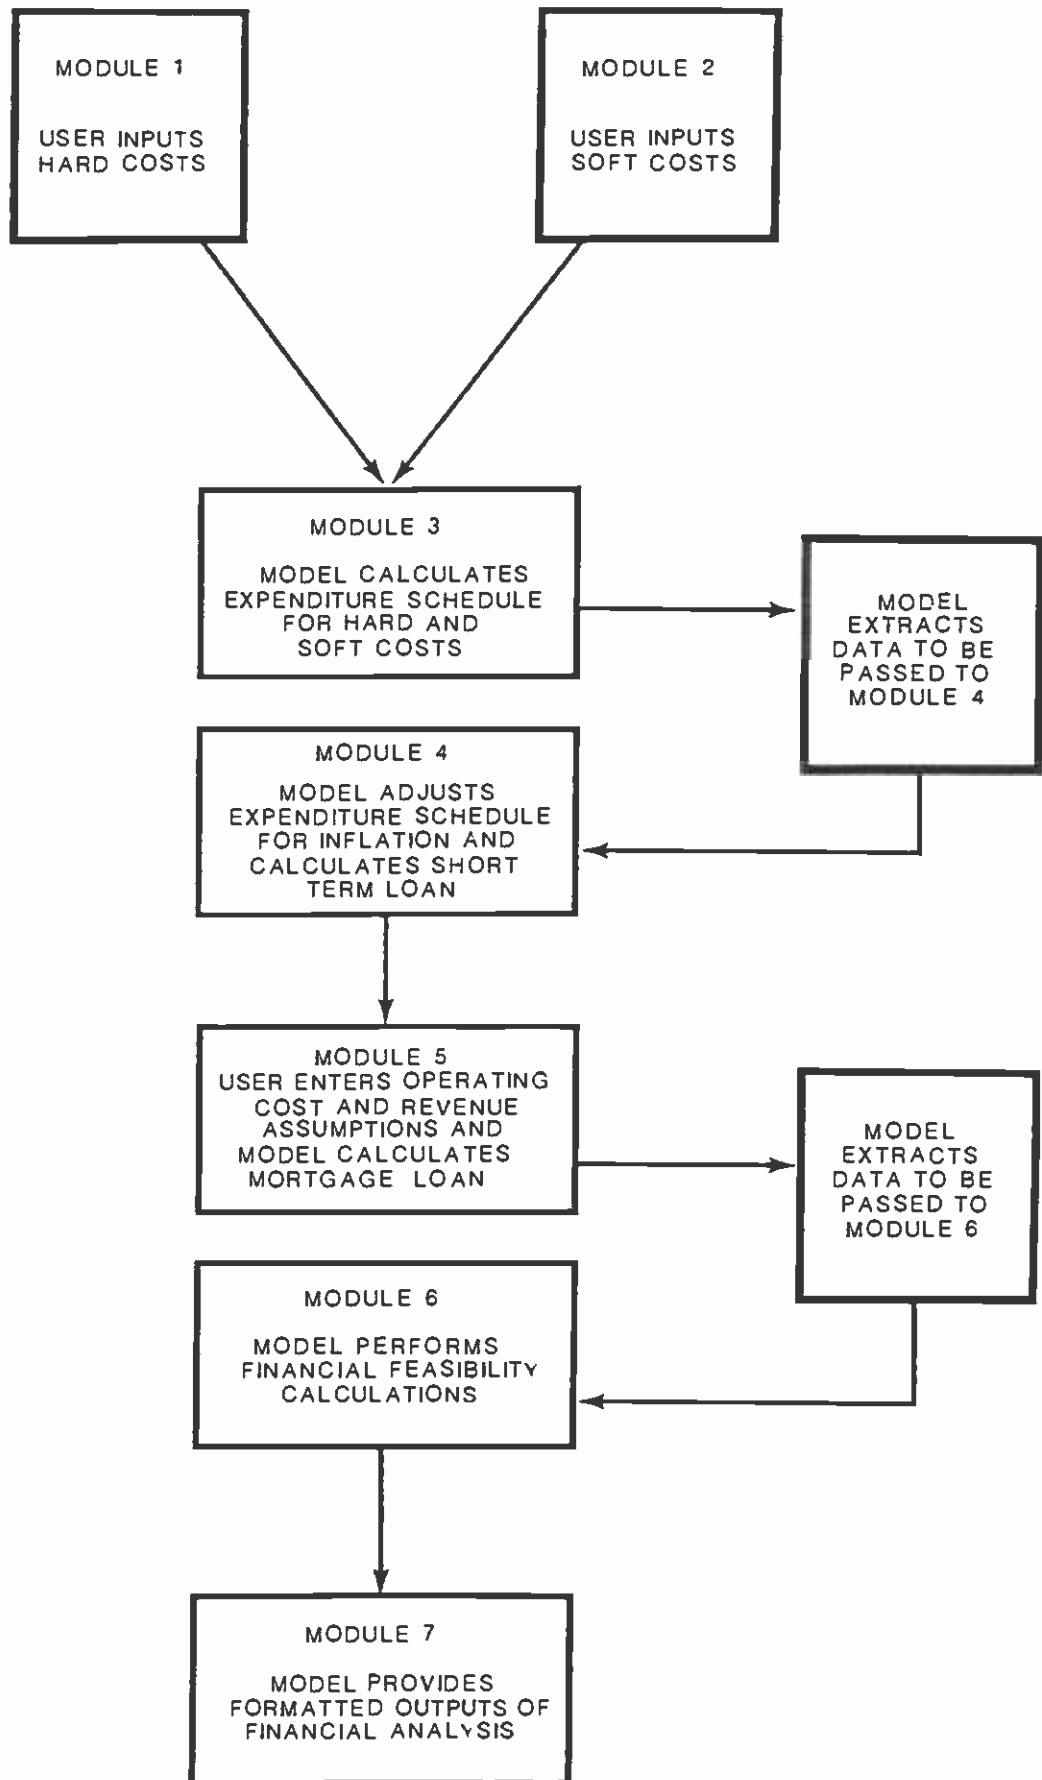 MODULE 1
USER INPUTS
HARD COSTS
MODULE 2
USER INPUTS
SOFT COSTS
MODULE 3
MODEL CALCULATES
EXPENDITURE SCHEDULE
FOR HARD AND
SOFT COSTS
MODEL
EXTRACTS
DATA TO BE
PASSED TO
MODULE 4
MODULE 4
MODEL ADJUSTS
EXPENDITURE SCHEDULE
FOR INFLATION AND
CALCULATES SHORT
TERM LOAN
MODULE 5
USER ENTERS OPERATING
COST AND REVENUE
ASSUMPTIONS AND
MODEL CALCULATES
MORTGAGE LOAN
MODEL
EXTRACTS
DATA TO BE
PASSED TO
MODULE 6
MODULE 6
MODEL PERFORMS
FINANCIAL FEASIBILITY
CALCULATIONS
MODULE 7
MODEL PROVIDES
FORMATTED OUTPUTS OF
FINANCIAL ANALYSIS